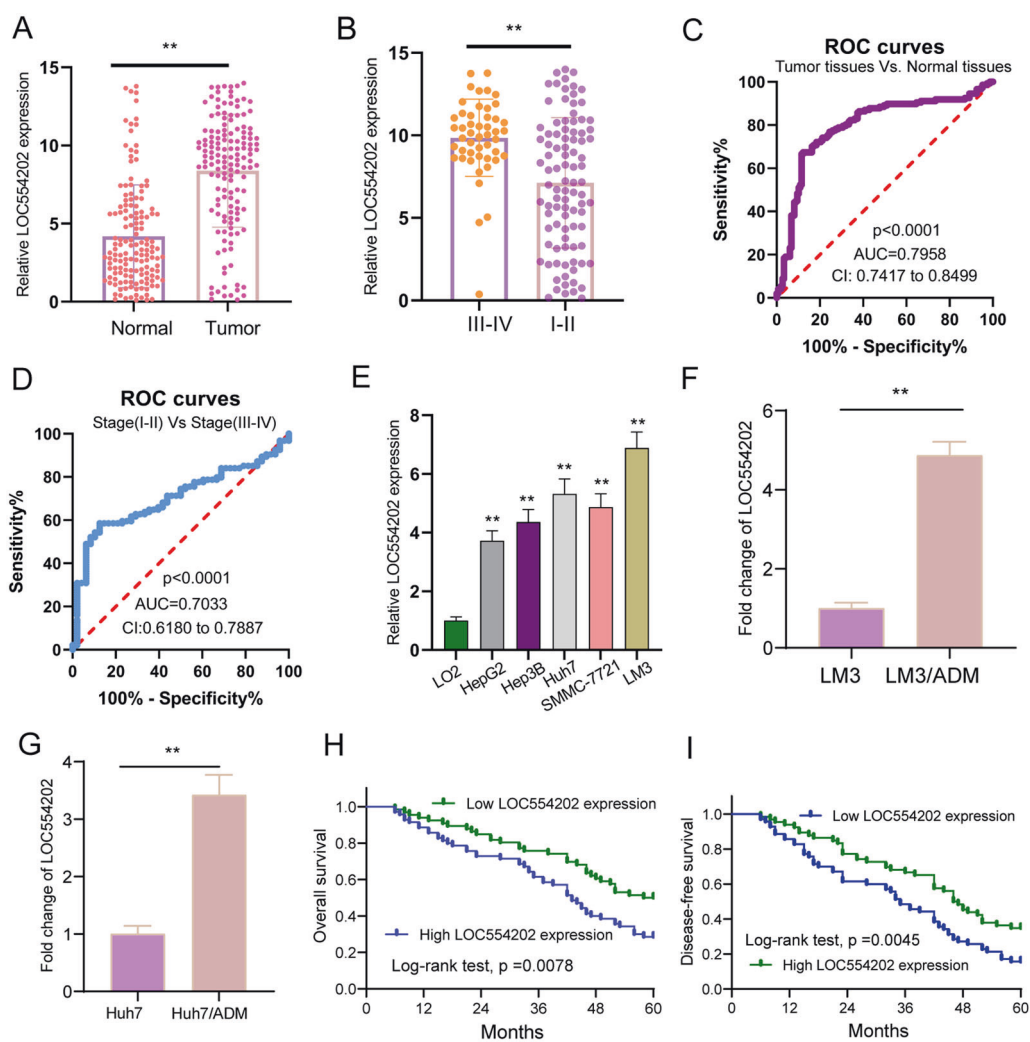 A
**
Relative LOC554202 expression
15
10
5
0
Normal
Tumor
B
**
Relative LOC554202 expression
15
10
5
0
III-IV
I-II
C
ROC curves
Tumor tissues Vs. Normal tissues
Sensitivity%
100
80
60
40
20
0
p<0.0001
AUC=0.7958
CI: 0.7417 to 0.8499
0 20 40 60 80 100
100% - Specificity%
D
ROC curves
Stage(I-II) Vs Stage(III-IV)
Sensitivity%
100
80
60
40
20
0
p<0.0001
AUC=0.7033
CI:0.6180 to 0.7887
0 20 40 60 80 100
100% - Specificity%
E
Relative LOC554202 expression
8
6
4
2
0
** ** ** ** **
LO2
HepG2
Hep3B
Huh7
SMMC-7721
LM3
F
**
Fold change of LOC554202
6
4
2
0
LM3
LM3/ADM
G
**
Fold change of LOC554202
4
3
2
1
0
Huh7
Huh7/ADM
H
Overall survival
1.0
0.8
0.6
0.4
0.2
0.0
Low LOC554202 expression
High LOC554202 expression
Log-rank test, p =0.0078
0 12 24 36 48 60
Months
I
Disease-free survival
1.0
0.8
0.6
0.4
0.2
0.0
Low LOC554202 expression
Log-rank test, p =0.0045
High LOC554202 expression
0 12 24 36 48 60
Months